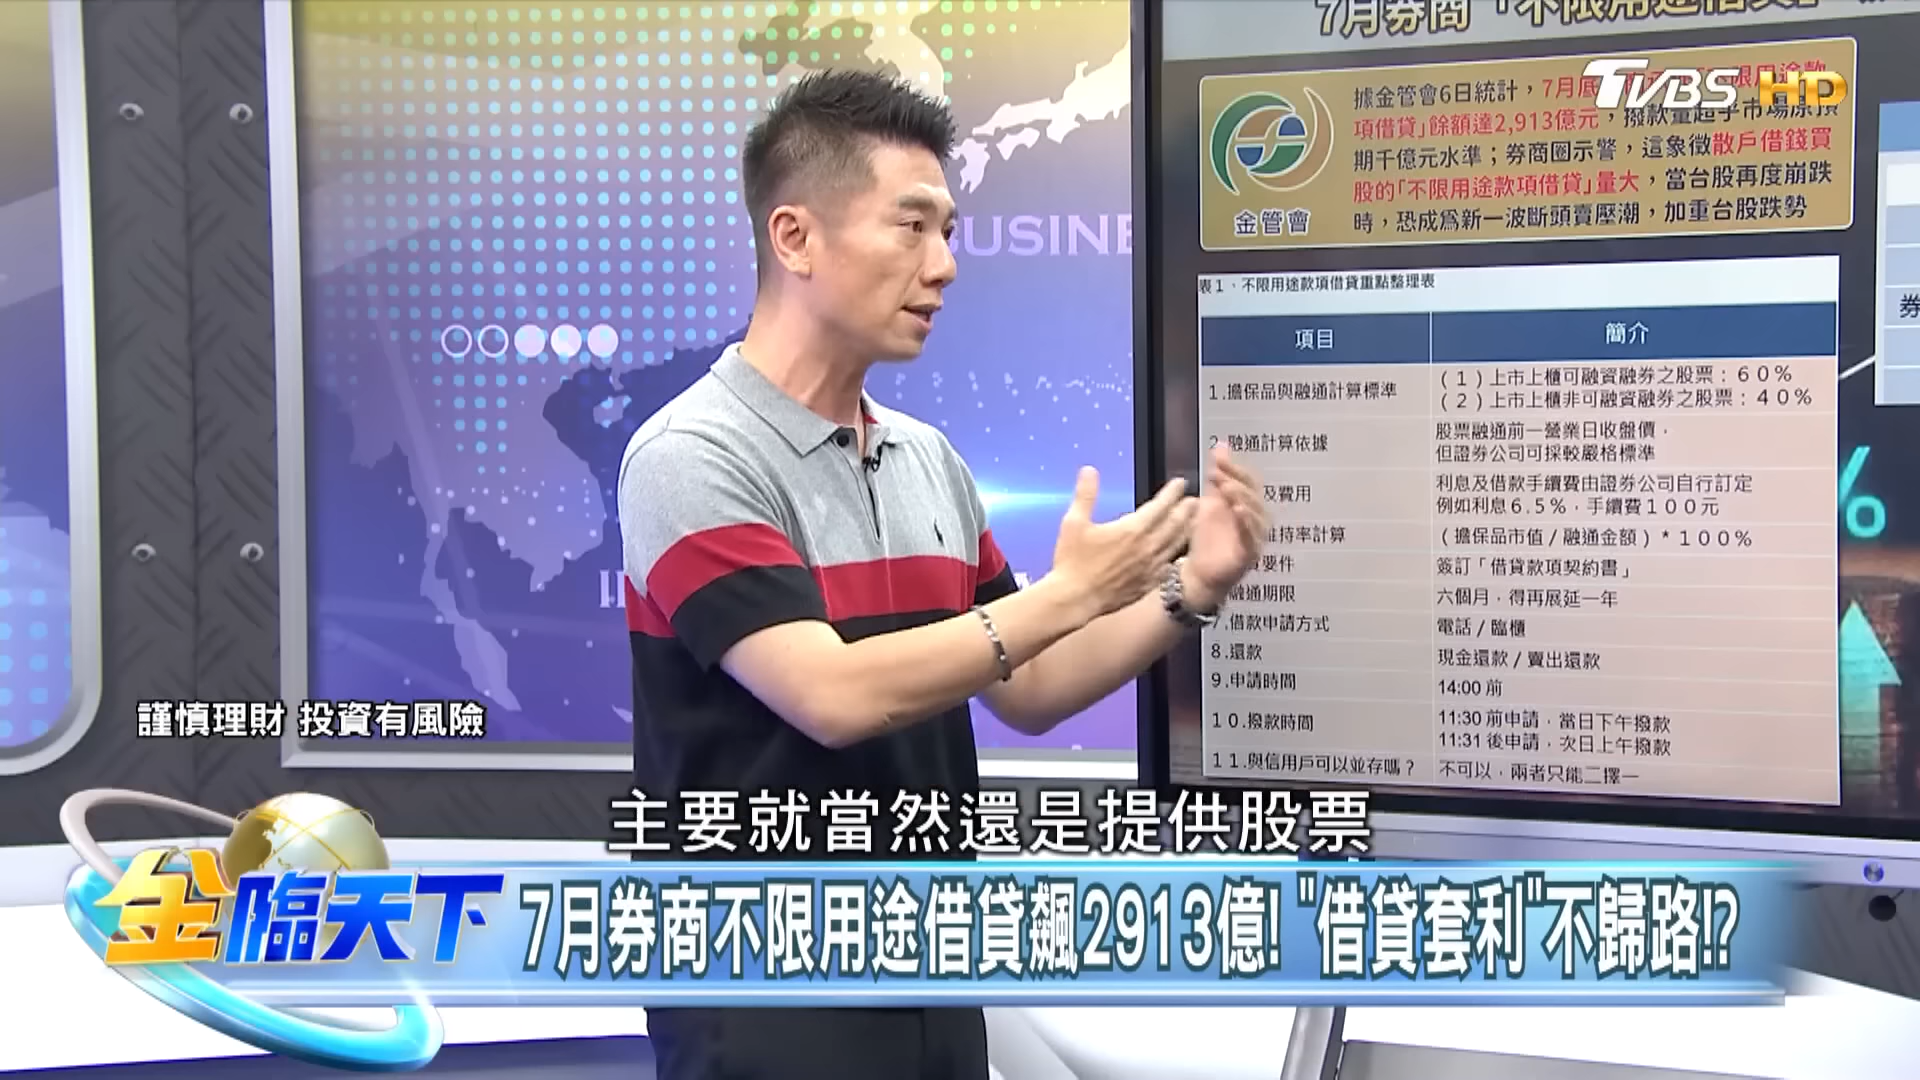 7月券商「不限用途借貸」
TVBS HD
據金管會6日統計，7月底
項借貸」餘額達2,913億元，撥款量超乎市場原預
期千億元水準；券商圈示警，這象徵散戶借錢買
股的「不限用途款項借貸」量大，當台股再度崩跌
時，恐成為新一波斷頭賣壓潮，加重台股跌勢
金管會
BUSINE
表1、不限用途款項借貸重點整理表
項目 簡介
1.擔保品與融通計算標準 （1）上市上櫃可融資融券之股票：60%
（2）上市上櫃非可融資融券之股票：40%
2.融通計算依據 股票融通前一營業日收盤價，
但證券公司可採較嚴格標準
及費用 利息及借款手續費由證券公司自行訂定
例如利息6.5%，手續費100元
維持率計算 （擔保品市值/融通金額）*100%
要件 簽訂「借貸款項契約書」
融通期限 六個月，得再展延一年
7.借款申請方式 電話/臨櫃
8.還款 現金還款/賣出還款
9.申請時間 14:00前
10.撥款時間 11:30前申請，當日下午撥款
11:31後申請，次日上午撥款
11.與信用戶可以並存嗎？ 不可以，兩者只能二擇一
券
%
謹慎理財 投資有風險
主要就當然還是提供股票
金臨天下
7月券商不限用途借貸飆2913億! "借貸套利"不歸路!?